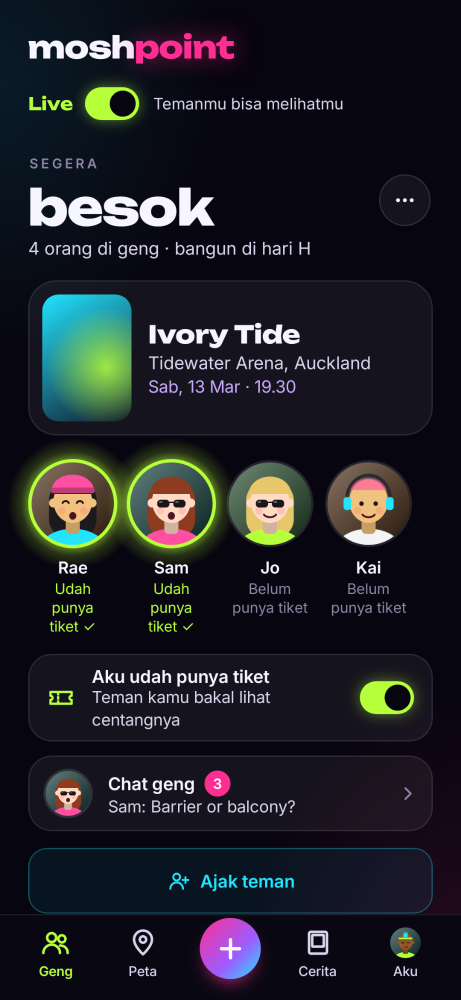 moshpoint
Live Temanmu bisa melihatmu
SEGERA
besok
4 orang di geng · bangun di hari H
Ivory Tide
Tidewater Arena, Auckland
Sab, 13 Mar · 19.30
Rae Sam Jo Kai
Udah Udah Belum Belum
punya punya punya tiket punya tiket
tiket ✓ tiket ✓
Aku udah punya tiket
Teman kamu bakal lihat
centangnya
Chat geng 3
Sam: Barrier or balcony?
Ajak teman
Geng Peta Cerita Aku